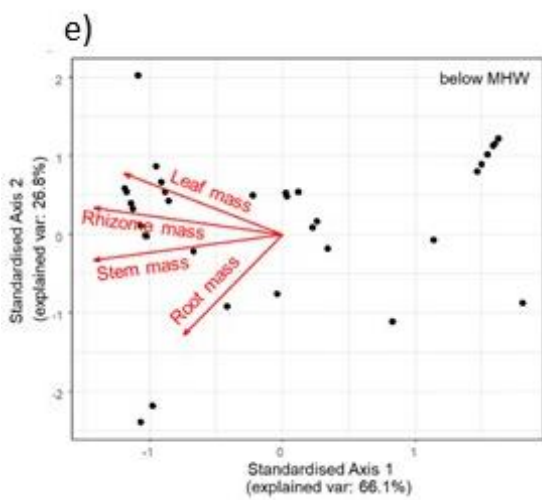 e)
below MHW
2
1
0
-1
-2
Standardised Axis 2
(explained var: 26.8%)
Leaf mass
Rhizome mass
Stem mass
Root mass
-1
0
1
Standardised Axis 1
(explained var: 66.1%)